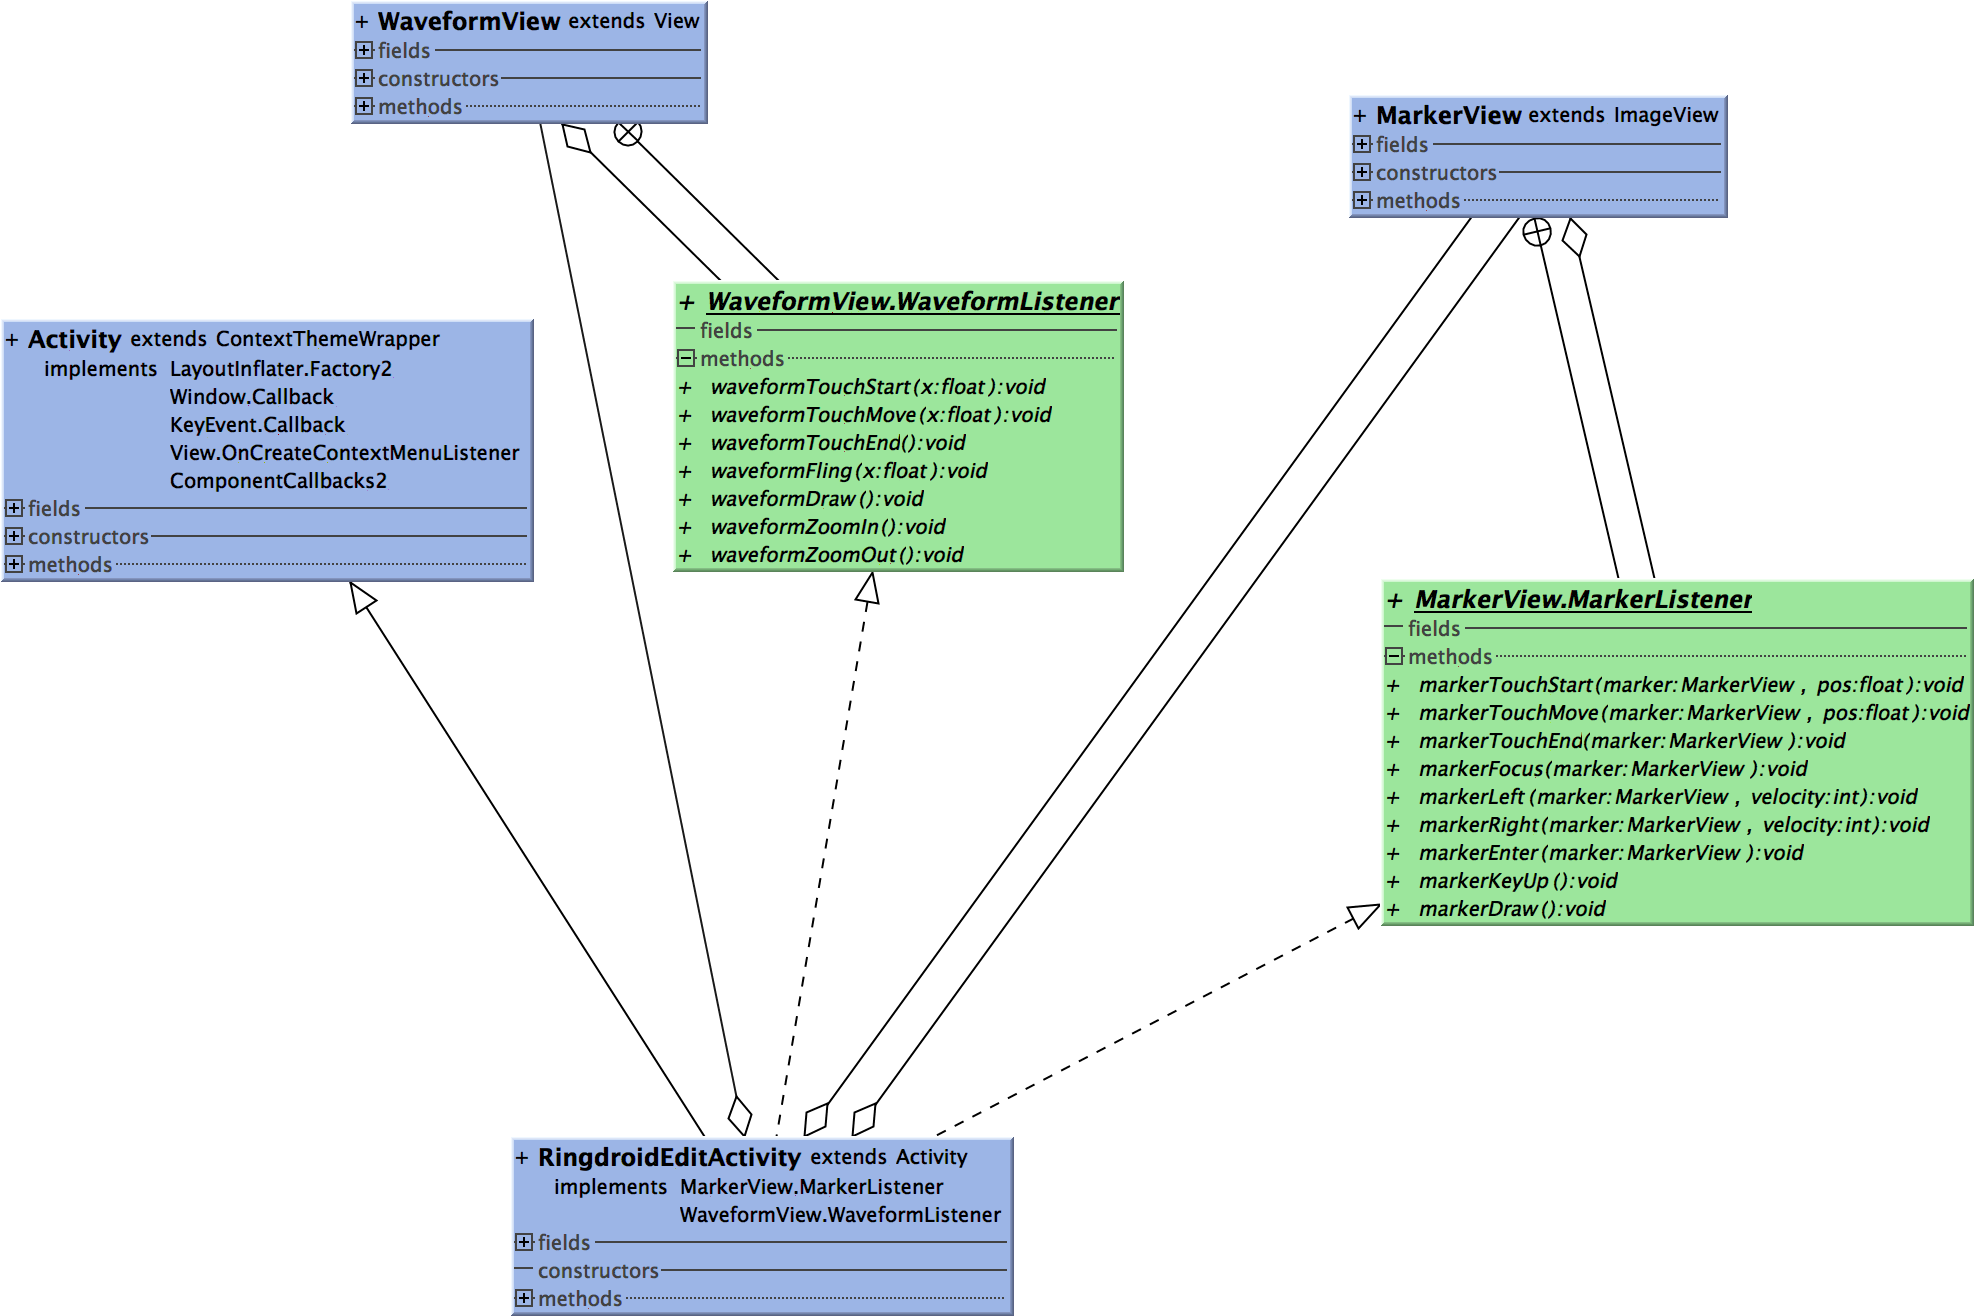 + WaveformView extends View
+ fields
+ constructors
+ methods
+ MarkerView extends ImageView
+ fields
+ constructors
+ methods
+ WaveformView.WaveformListener
fields
- methods
+ waveformTouchStart(x:float):void
+ waveformTouchMove(x:float):void
+ waveformTouchEnd():void
+ waveformFling(x:float):void
+ waveformDraw():void
+ waveformZoomIn():void
+ waveformZoomOut():void
+ Activity extends ContextThemeWrapper
implements LayoutInflater.Factory2
Window.Callback
KeyEvent.Callback
View.OnCreateContextMenuListener
ComponentCallbacks2
+ fields
+ constructors
+ methods
+ MarkerView.MarkerListener
fields
- methods
+ markerTouchStart(marker:MarkerView, pos:float):void
+ markerTouchMove(marker:MarkerView, pos:float):void
+ markerTouchEnd(marker:MarkerView):void
+ markerFocus(marker:MarkerView):void
+ markerLeft(marker:MarkerView, velocity:int):void
+ markerRight(marker:MarkerView, velocity:int):void
+ markerEnter(marker:MarkerView):void
+ markerKeyUp():void
+ markerDraw():void
+ RingdroidEditActivity extends Activity
implements MarkerView.MarkerListener
WaveformView.WaveformListener
+ fields
constructors
+ methods